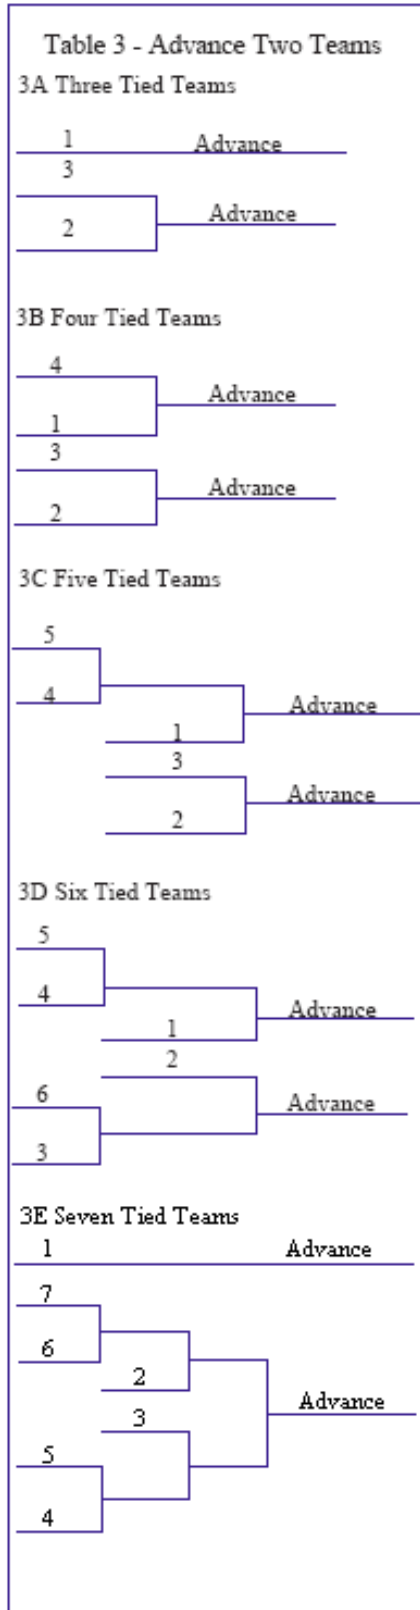 Table 3 - Advance Two Teams
3A Three Tied Teams
1 Advance
3
Advance
2
3B Four Tied Teams
4
Advance
1
3
Advance
2
3C Five Tied Teams
5
4
Advance
1
3
Advance
2
3D Six Tied Teams
5
4
Advance
1
2
6
Advance
3
3E Seven Tied Teams
1 Advance
7
6
2
Advance
3
5
4